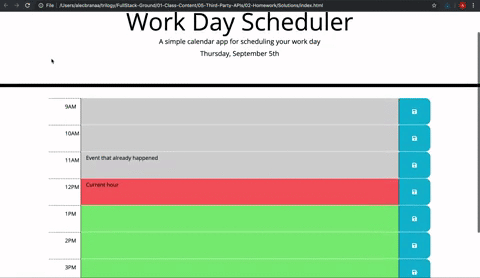 File | /Users/alecbranaa/trilogy/FullStack-Ground/01-Class-Content/05-Third-Party-APIs/02-Homework/Solutions/index.html
Work Day Scheduler
A simple calendar app for scheduling your work day
Thursday, September 5th
9AM
10AM
11AM Event that already happened
12PM Current hour
1PM
2PM
3PM